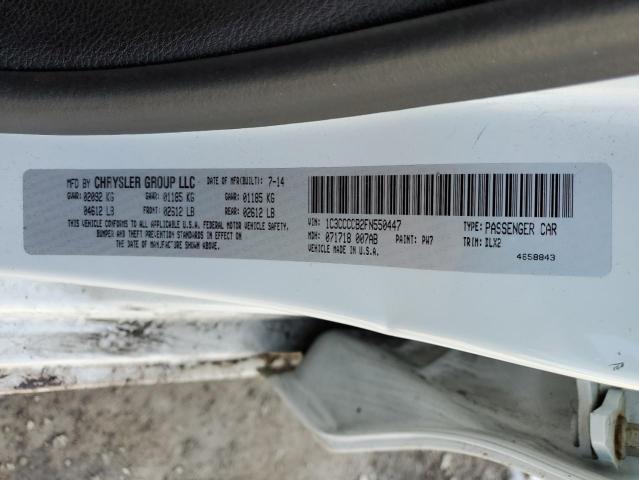 MFD BY CHRYSLER GROUP LLC DATE OF MFR(BUILT): 7-14
GVWR: 02092 KG GAWR: 01185 KG GAWR: 01185 KG
04612 LB FRONT: 02612 LB REAR: 02612 LB
THIS VEHICLE CONFORMS TO ALL APPLICABLE U.S.A. FEDERAL MOTOR VEHICLE SAFETY,
BUMPER AND THEFT PREVENTION STANDARDS IN EFFECT ON
THE DATE OF MANUFACTURE SHOWN ABOVE.
VIN: 1C3CCCCB2FN550447 TYPE: PASSENGER CAR
MDH: 071718 007AB PAINT: PW7 TRIM: DLX2
VEHICLE MADE IN U.S.A.
4658843